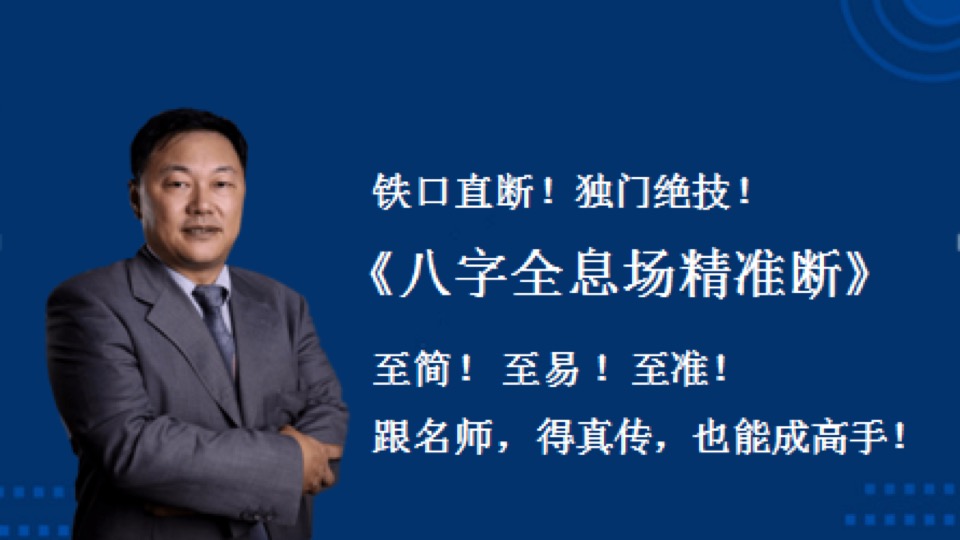 铁口直断！独门绝技！
《八字全息场精准断》
至简！至易！至准！
跟名师，得真传，也能成高手！